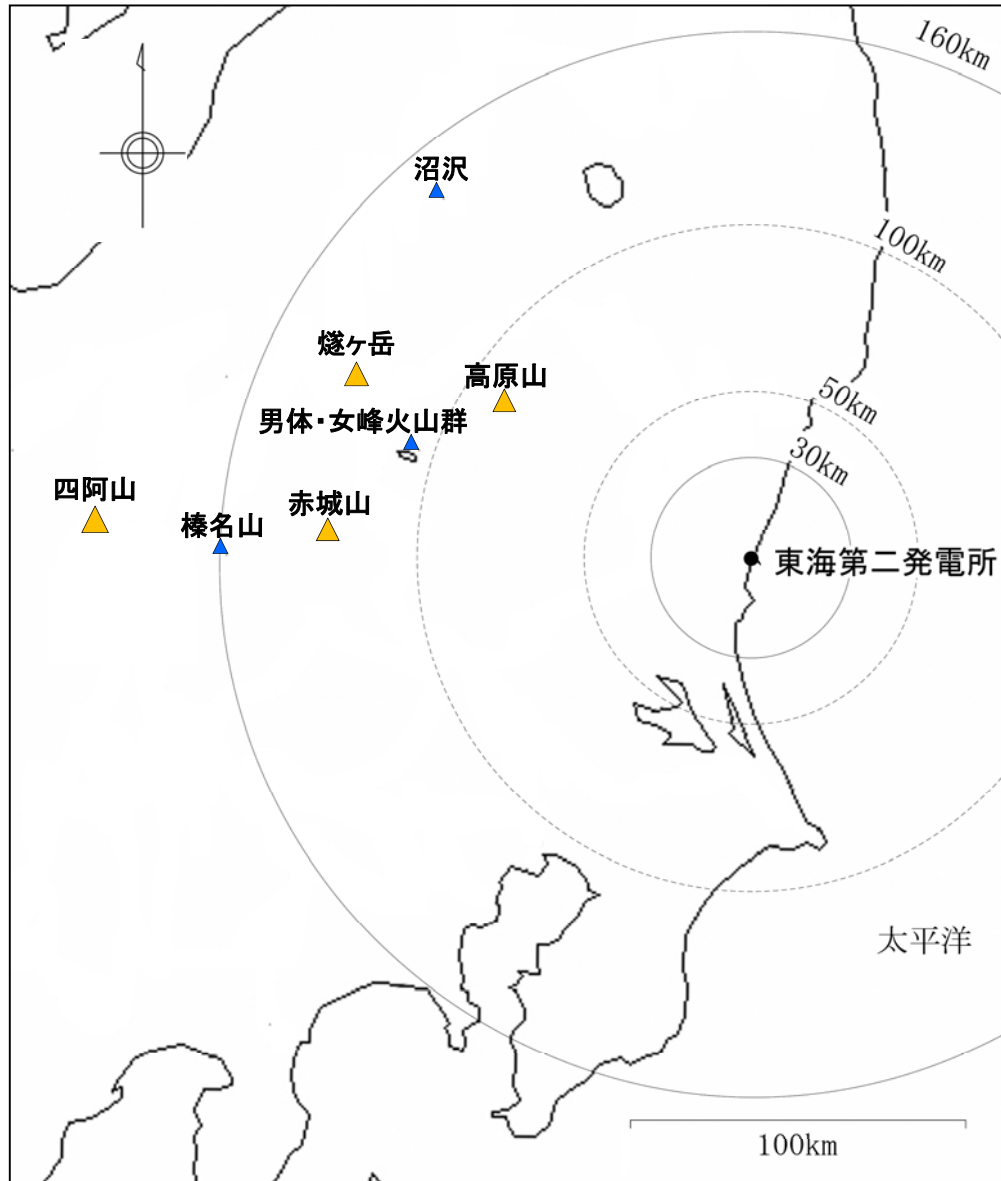 160km
沼沢
100km
燧ヶ岳
高原山
50km
男体・女峰火山群
30km
四阿山
赤城山
榛名山
東海第二発電所
太平洋
100km